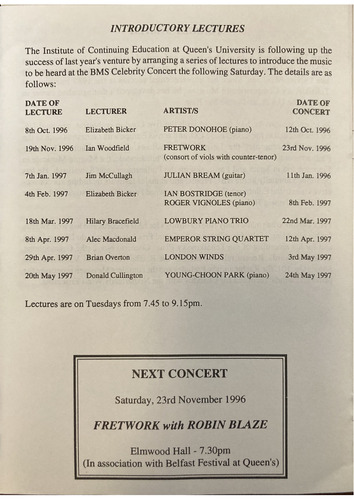 INTRODUCTORY LECTURES
The Institute of Continuing Education at Queen's University is following up the
success of last year's venture by arranging a series of lectures to introduce the music
to be heard at the BMS Celebrity Concert the following Saturday. The details are as
follows:
DATE OF LECTURE LECTURER ARTIST/S DATE OF CONCERT
8th Oct. 1996 Elizabeth Bicker PETER DONOHOE (piano) 12th Oct. 1996
19th Nov. 1996 Ian Woodfield FRETWORK 23rd Nov. 1996
(consort of viols with counter-tenor)
7th Jan. 1997 Jim McCullagh JULIAN BREAM (guitar) 11th Jan. 1996
4th Feb. 1997 Elizabeth Bicker IAN BOSTRIDGE (tenor)
ROGER VIGNOLES (piano) 8th Feb. 1997
18th Mar. 1997 Hilary Bracefield LOWBURY PIANO TRIO 22nd Mar. 1997
8th Apr. 1997 Alec Macdonald EMPEROR STRING QUARTET 12th Apr. 1997
29th Apr. 1997 Brian Overton LONDON WINDS 3rd May 1997
20th May 1997 Donald Cullington YOUNG-CHOON PARK (piano) 24th May 1997
Lectures are on Tuesdays from 7.45 to 9.15pm.
NEXT CONCERT
Saturday, 23rd November 1996
FRETWORK with ROBIN BLAZE
Elmwood Hall - 7.30pm
(In association with Belfast Festival at Queen's)